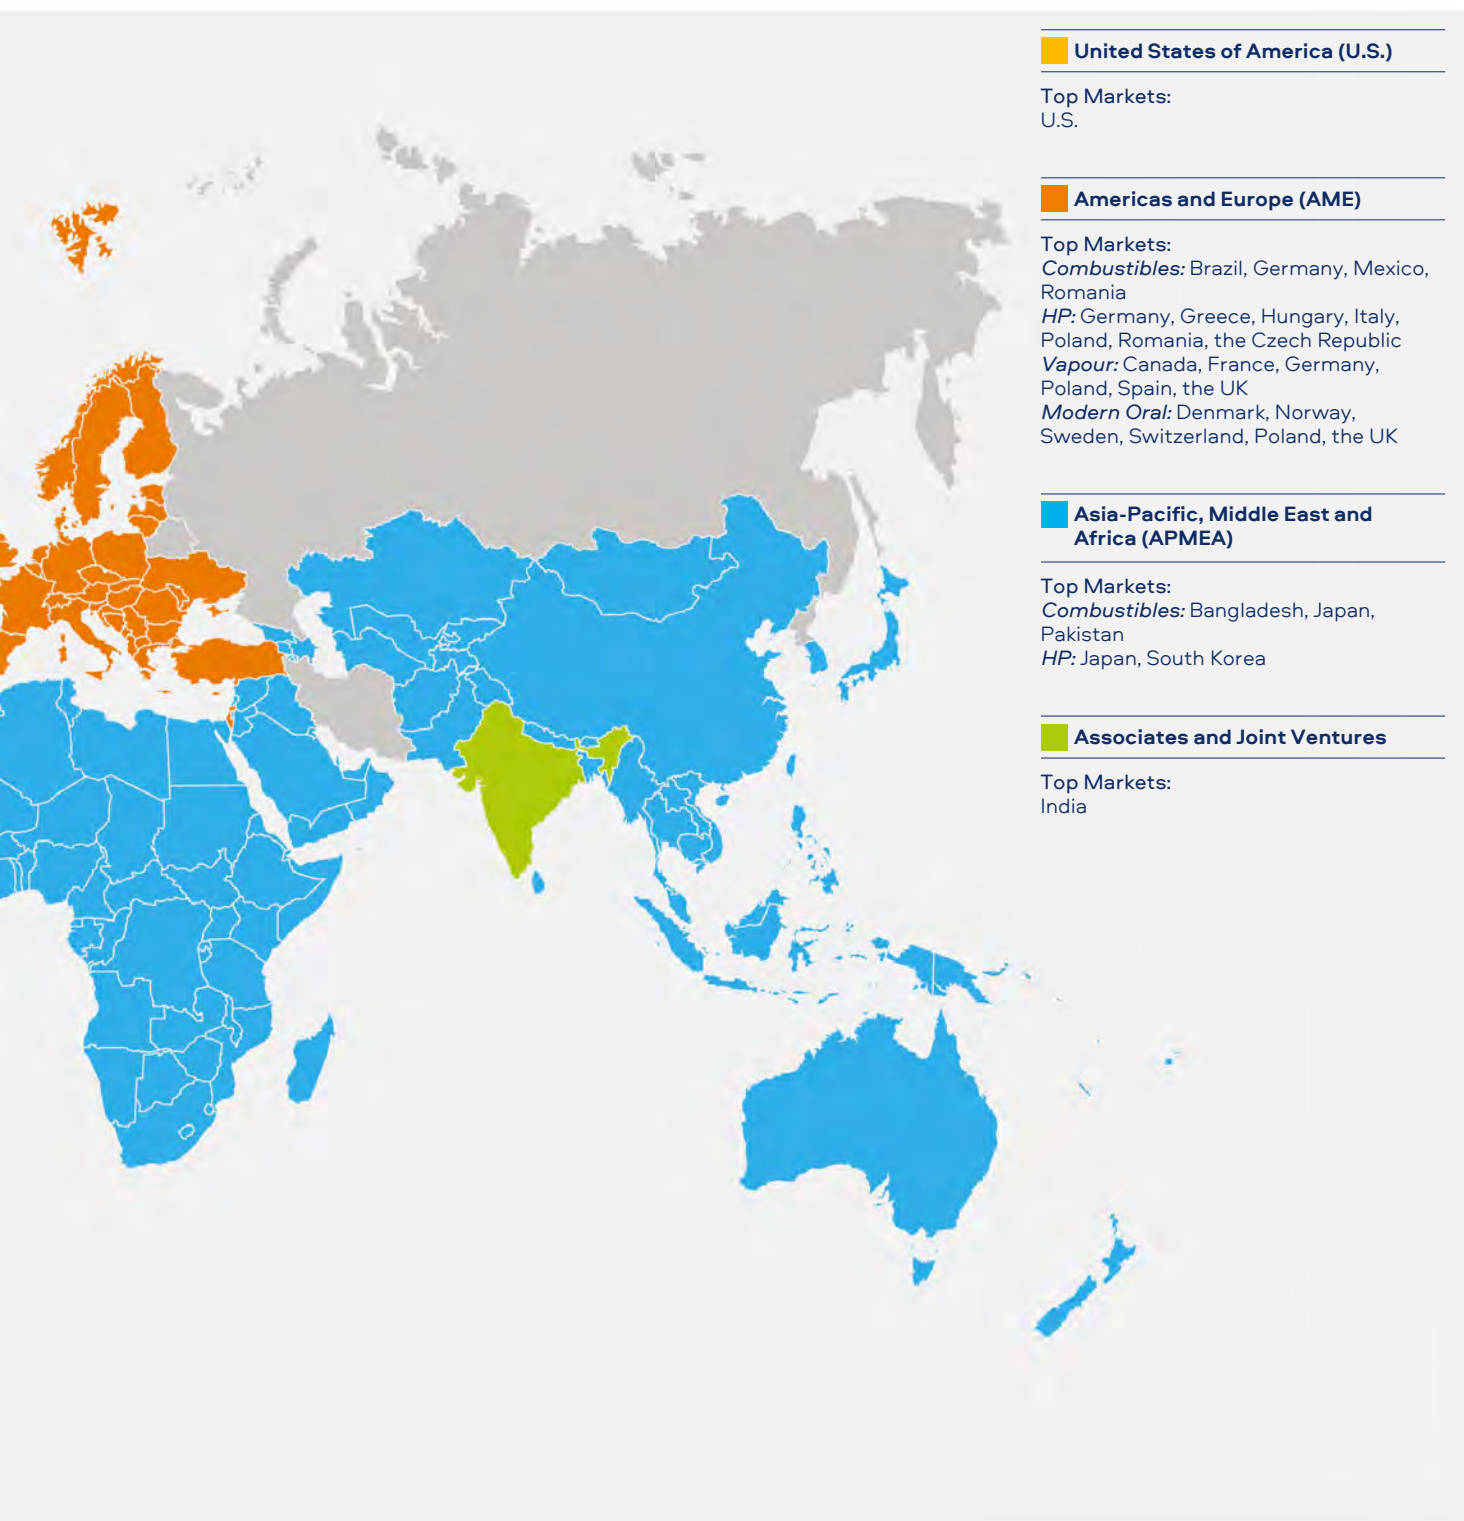 United States of America (U.S.)
Top Markets:
U.S.
Americas and Europe (AME)
Top Markets:
Combustibles: Brazil, Germany, Mexico,
Romania
HP: Germany, Greece, Hungary, Italy,
Poland, Romania, the Czech Republic
Vapour: Canada, France, Germany,
Poland, Spain, the UK
Modern Oral: Denmark, Norway,
Sweden, Switzerland, Poland, the UK
Asia-Pacific, Middle East and
Africa (APMEA)
Top Markets:
Combustibles: Bangladesh, Japan,
Pakistan
HP: Japan, South Korea
Associates and Joint Ventures
Top Markets:
India